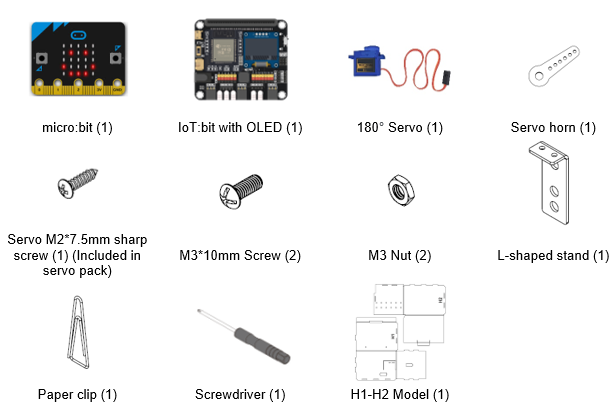 micro:bit (1)
IoT:bit with OLED (1)
180° Servo (1)
Servo horn (1)
Servo M2*7.5mm sharp
screw (1) (Included in
servo pack)
M3*10mm Screw (2)
M3 Nut (2)
L-shaped stand (1)
H2
H1
Paper clip (1)
Screwdriver (1)
H1-H2 Model (1)